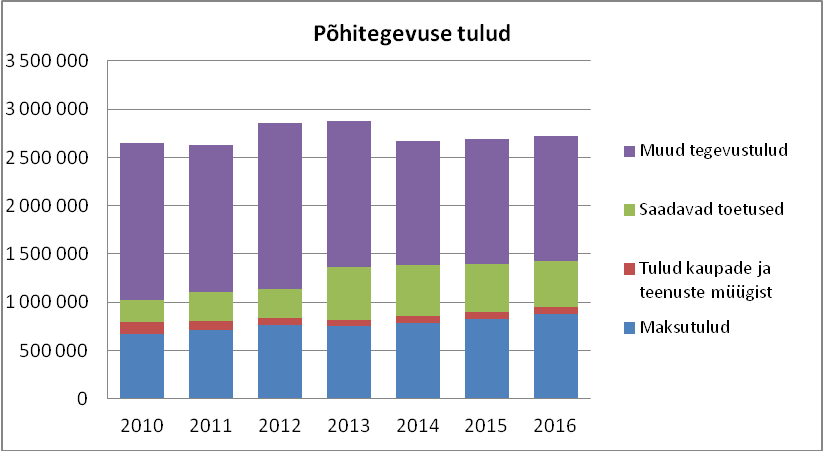 Põhitegevuse tulud
3 500 000
3 000 000
2 500 000
2 000 000
1 500 000
1 000 000
500 000
0
2010 2011 2012 2013 2014 2015 2016
Muud tegevustulud
Saadavad toetused
Tulud kaupade ja
teenuste müügist
Maksutulud